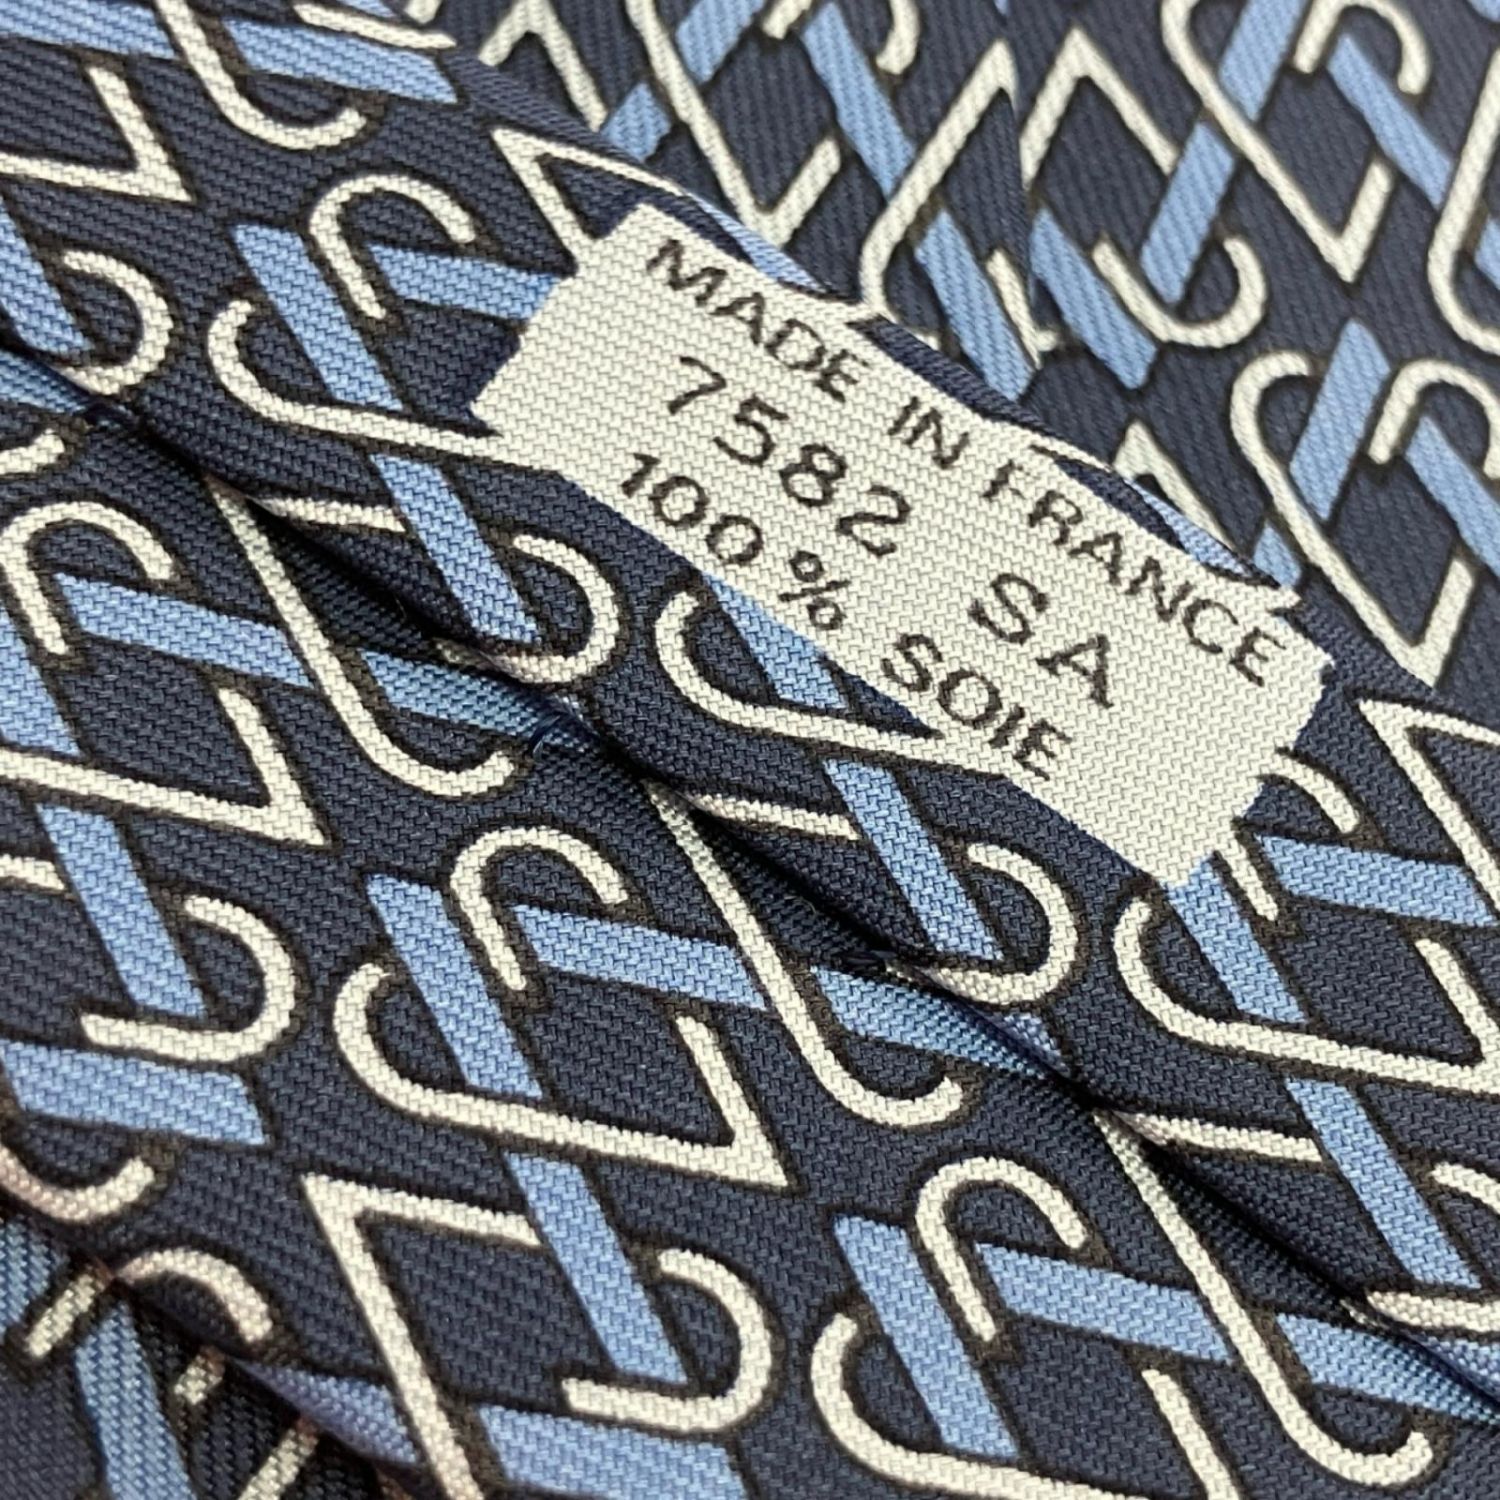 MADE IN FRANCE
7582 SA
100% SOIE